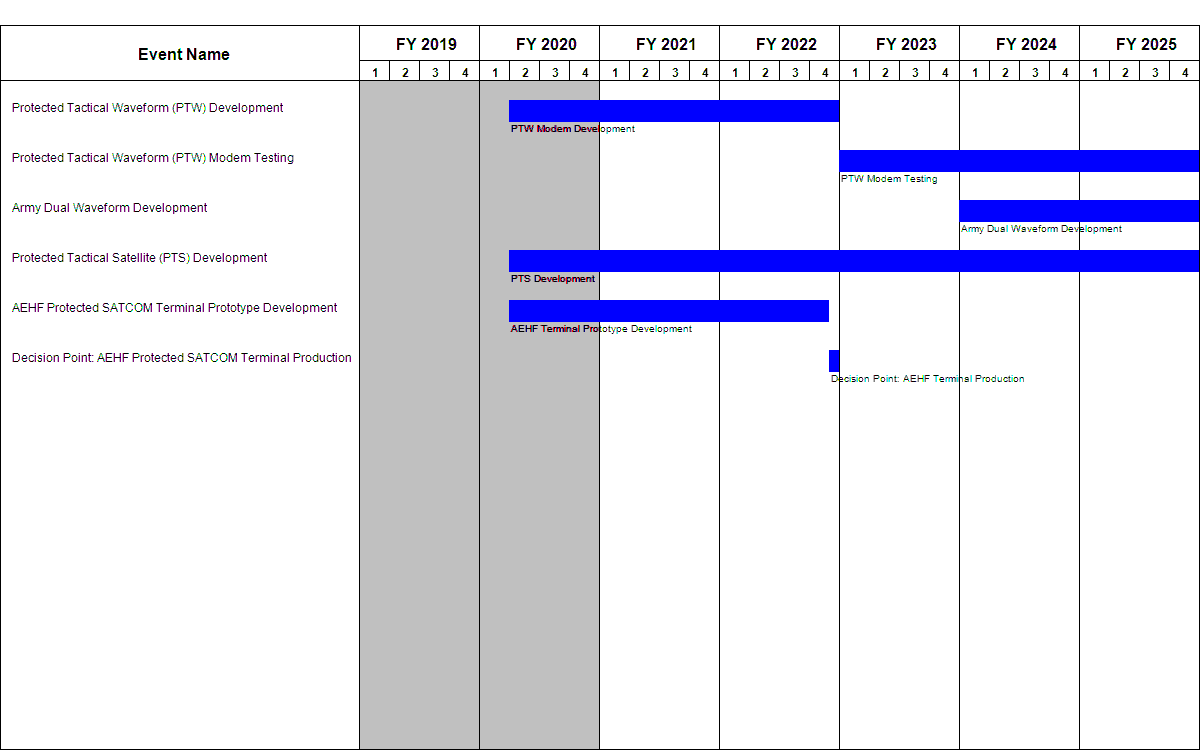 Event Name
FY 2019 FY 2020 FY 2021 FY 2022 FY 2023 FY 2024 FY 2025
1 2 3 4 1 2 3 4 1 2 3 4 1 2 3 4 1 2 3 4 1 2 3 4 1 2 3 4
Protected Tactical Waveform (PTW) Development
PTW Modem Development
Protected Tactical Waveform (PTW) Modem Testing
PTW Modem Testing
Army Dual Waveform Development
Army Dual Waveform Development
Protected Tactical Satellite (PTS) Development
PTS Development
AEHF Protected SATCOM Terminal Prototype Development
AEHF Terminal Prototype Development
Decision Point: AEHF Protected SATCOM Terminal Production
Decision Point: AEHF Terminal Production